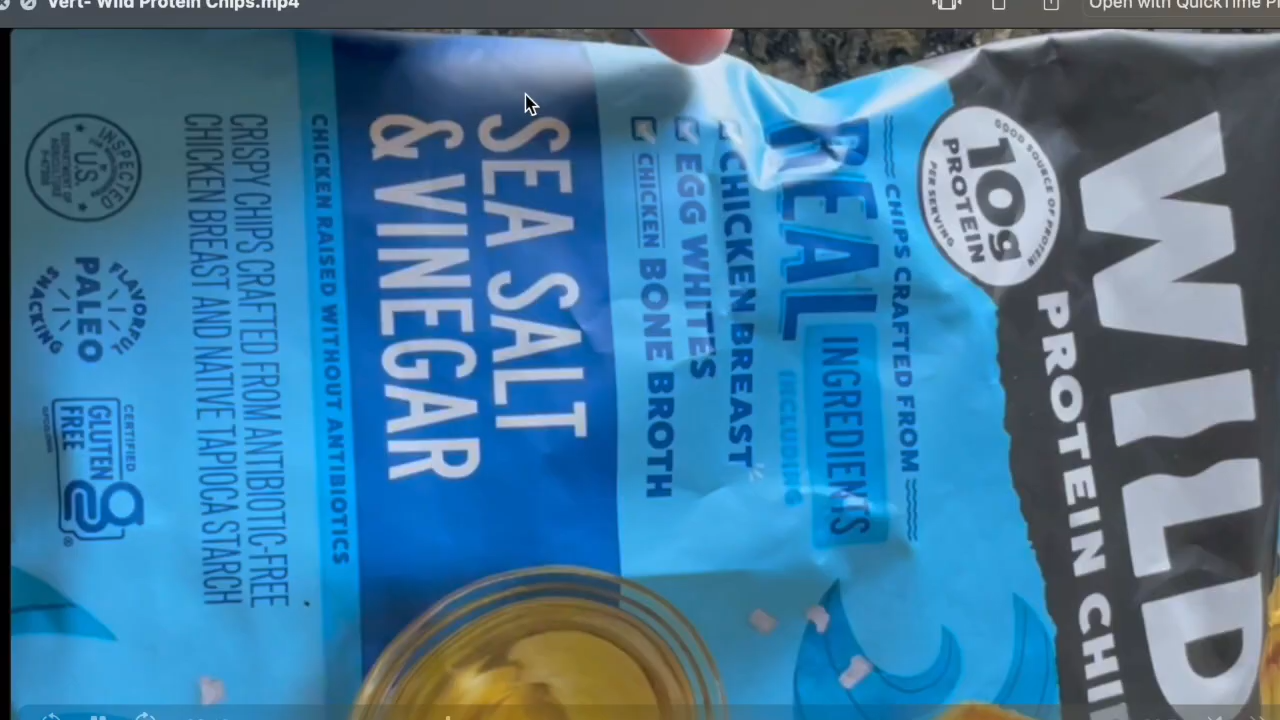 Vert- Wild Protein Chips.mp4
Open with QuickTime
WILD
PROTEIN CHI
GOOD SOURCE OF PROTEIN
10g
PROTEIN
PER SERVING
CHIPS CRAFTED FROM
REAL INGREDIENTS
INCLUDING
CHICKEN BREAST
EGG WHITES
CHICKEN BONE BROTH
SEA SALT
& VINEGAR
CHICKEN RAISED WITHOUT ANTIBIOTICS
CRISPY CHIPS CRAFTED FROM ANTIBIOTIC-FREE
CHICKEN BREAST AND NATIVE TAPIOCA STARCH
INSPECTED
U.S.
DEPARTMENT OF
AGRICULTURE
FLAVORFUL
PALEO
SNACKING
CERTIFIED
GLUTEN
FREE